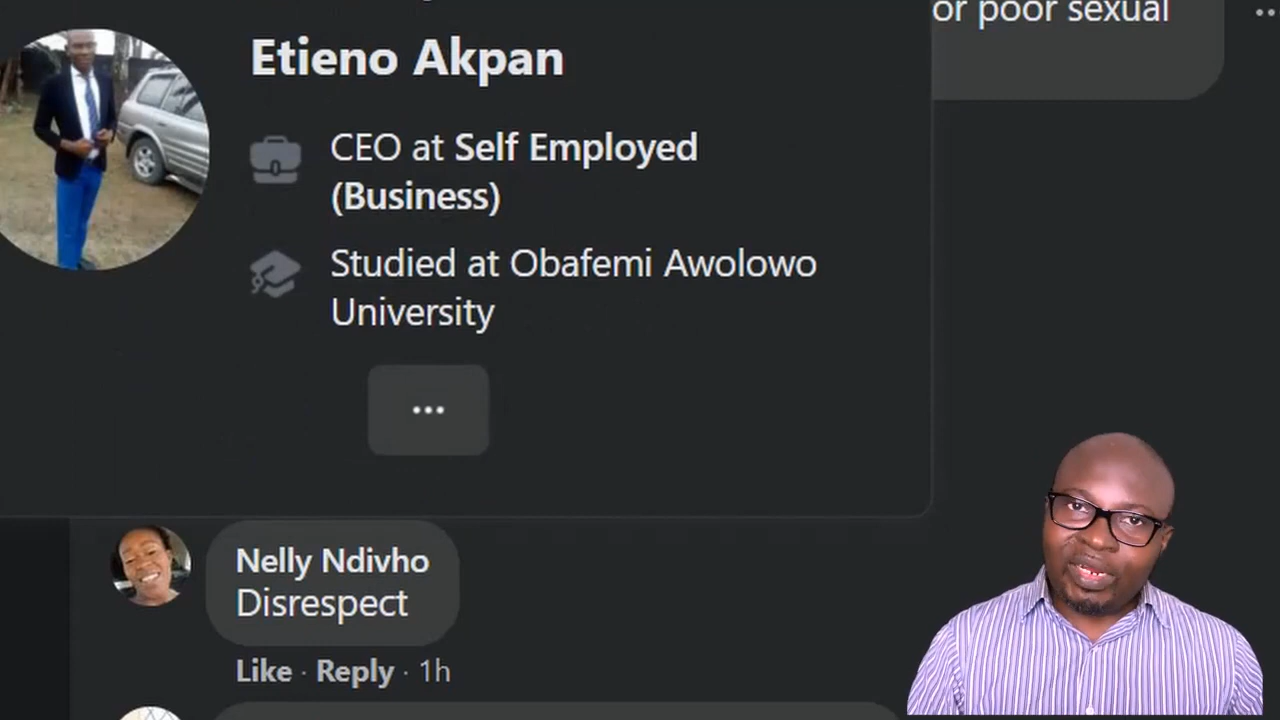 or poor sexual
Etieno Akpan
CEO at Self Employed
(Business)
Studied at Obafemi Awolowo
University
Nelly Ndivho
Disrespect
Like · Reply · 1h